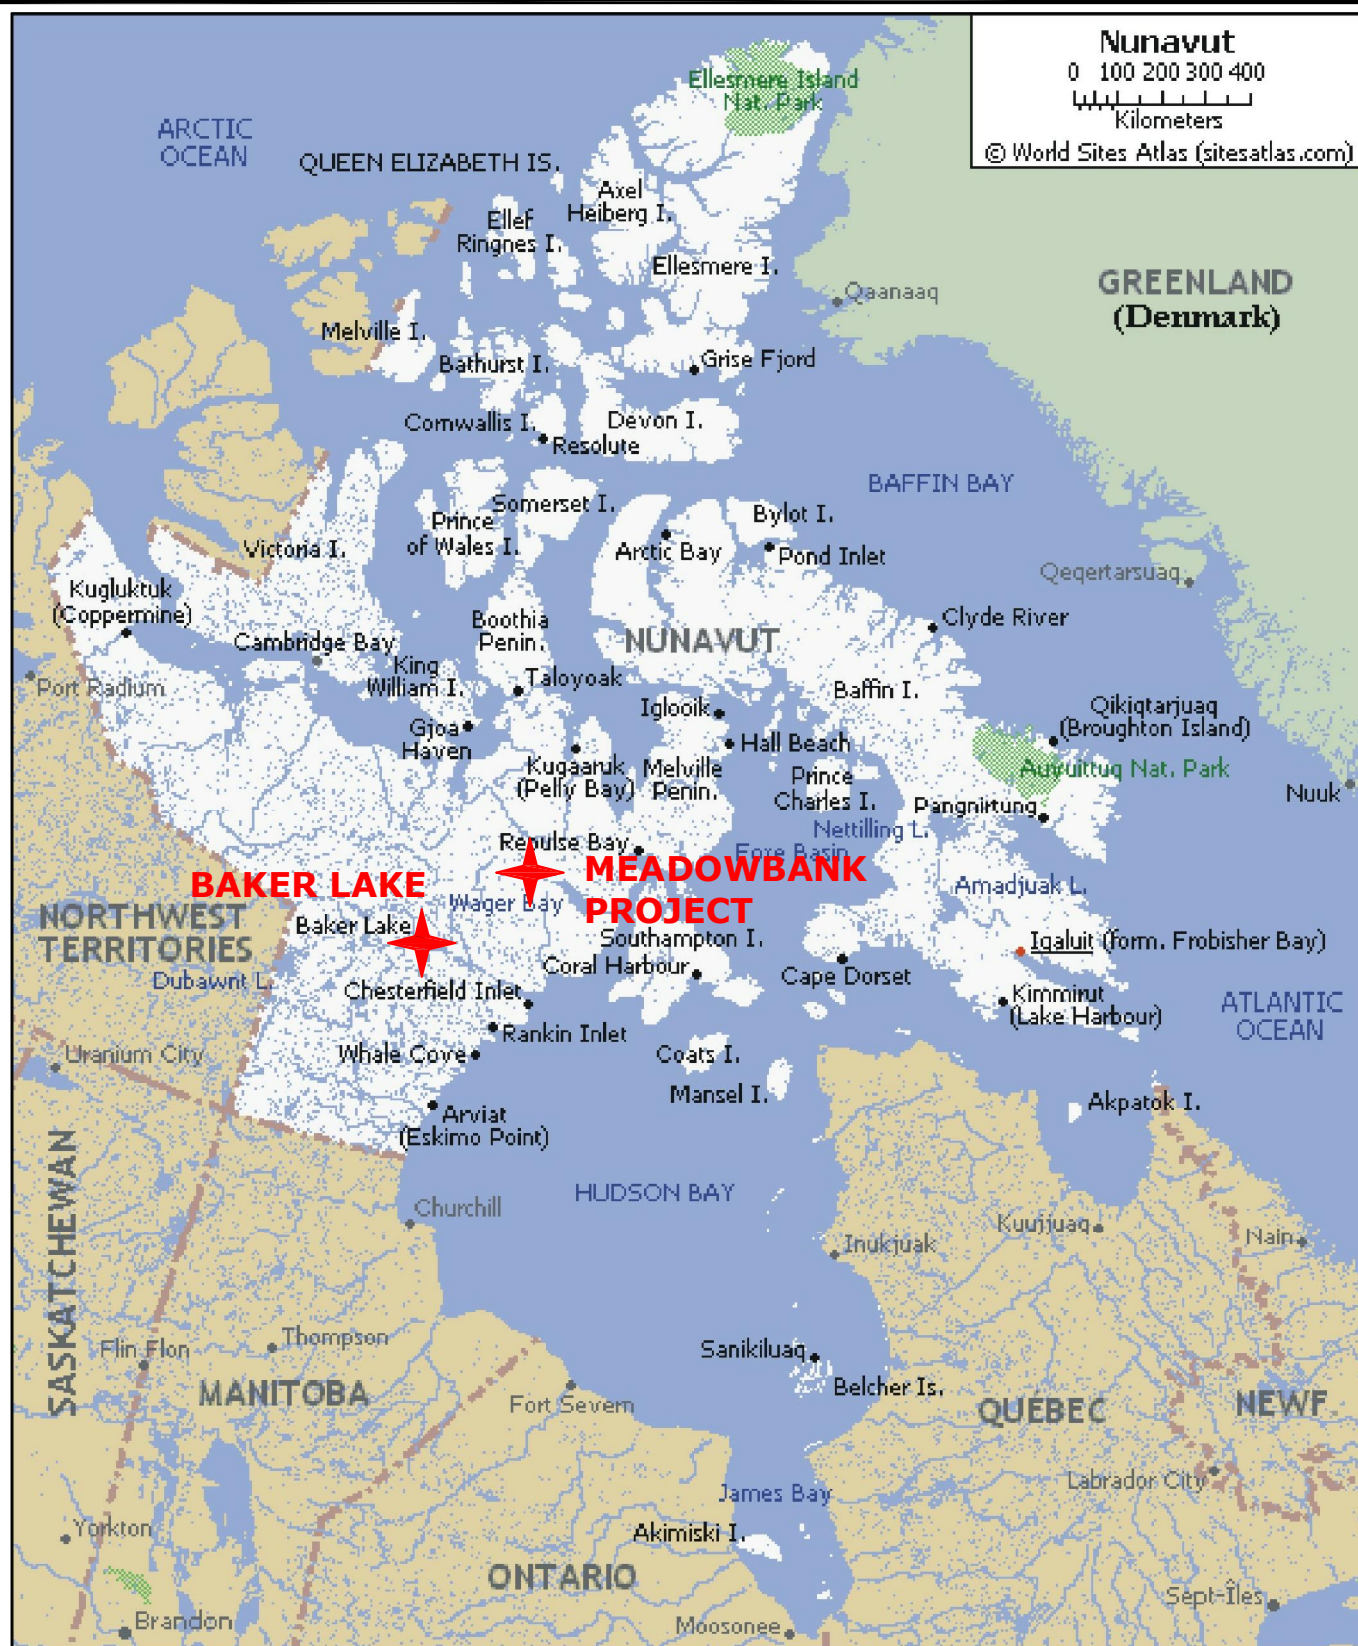 Nunavut
0 100 200 300 400
Kilometers
© World Sites Atlas (sitesatlas.com)
Ellesmere Island
Nat. Park
ARCTIC
OCEAN
QUEEN ELIZABETH IS.
Axel
Heiberg I.
Ellef
Ringnes I.
Ellesmere I.
Qaanaaq
GREENLAND
(Denmark)
Melville I.
Bathurst I.
Grise Fjord
Cornwallis I.
Devon I.
Resolute
BAFFIN BAY
Somerset I.
Prince
of Wales I.
Bylot I.
Victoria I.
Arctic Bay
Pond Inlet
Qeqertarsuaq
Kugluktuk
(Coppermine)
Boothia
Penin.
NUNAVUT
Clyde River
Cambridge Bay
King
William I.
Port Radium
Taloyoak
Baffin I.
Iglooik
Qikiqtarjuaq
(Broughton Island)
Gjoa
Haven
Hall Beach
Kugaaruk
(Pelly Bay)
Melville
Penin.
Prince
Charles I.
Auyuittuq Nat. Park
Nuuk
Pangnirtung
Nettilling L.
Repulse Bay
Foxe Basin
MEADOWBANK
PROJECT
BAKER LAKE
Wager Bay
Amadjuak L.
NORTHWEST
TERRITORIES
Baker Lake
Southampton I.
Iqaluit (form. Frobisher Bay)
Dubawnt L.
Coral Harbour
Cape Dorset
Chesterfield Inlet
Kimmirut
(Lake Harbour)
ATLANTIC
OCEAN
Rankin Inlet
Uranium City
Whale Cove
Coats I.
Mansel I.
Akpatok I.
Arviat
(Eskimo Point)
SASKATCHEWAN
HUDSON BAY
Churchill
Kuujjuaq
Inukjuak
Nain
Thompson
Flin Flon
Sanikiluaq
Belcher Is.
MANITOBA
Fort Severn
QUEBEC
NEWF.
Labrador City
James Bay
Yorkton
Akimiski I.
ONTARIO
Sept-Îles
Brandon
Moosonee